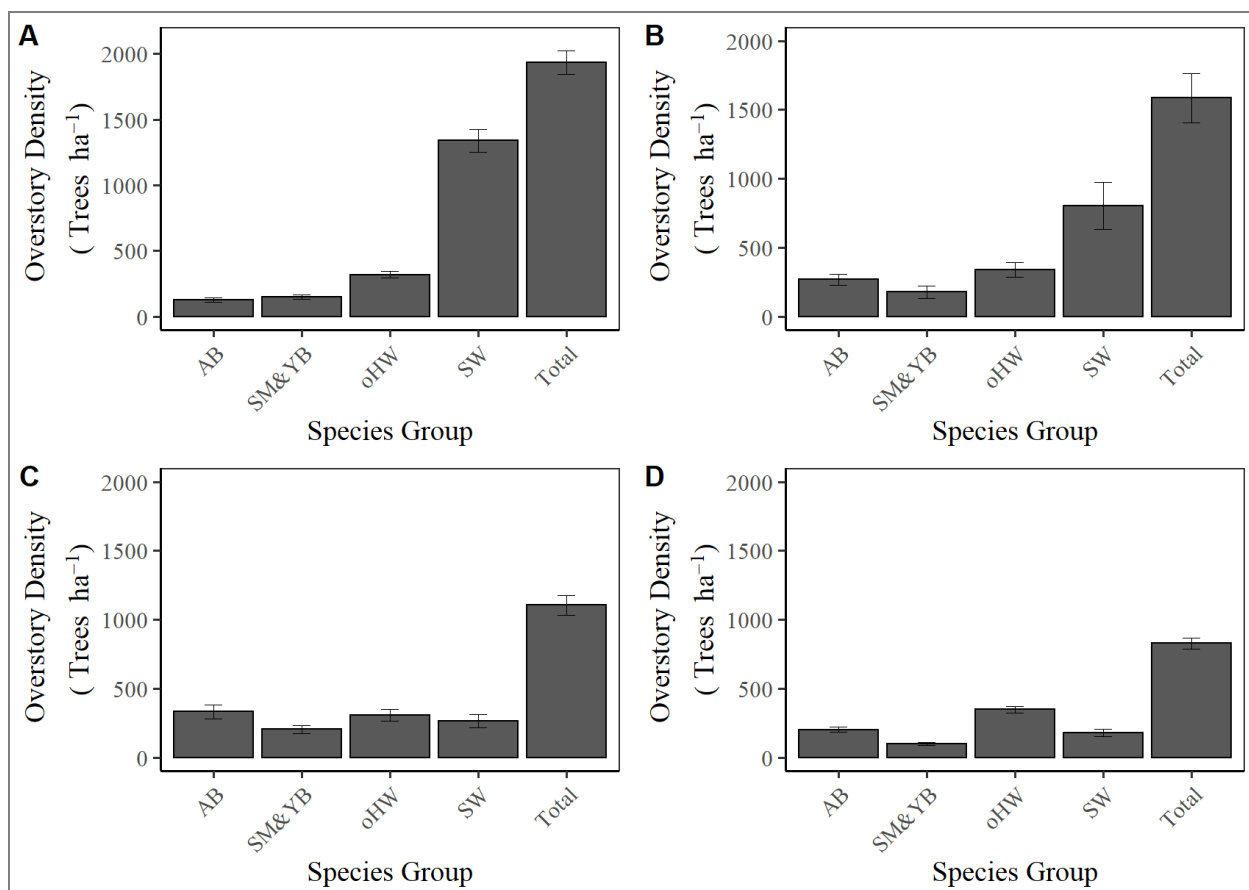 A
Overstory Density
( Trees ha⁻¹)
2000
1500
1000
500
0
AB
SM&YB
oHW
SW
Total
Species Group
B
Overstory Density
( Trees ha⁻¹)
2000
1500
1000
500
0
AB
SM&YB
oHW
SW
Total
Species Group
C
Overstory Density
( Trees ha⁻¹)
2000
1500
1000
500
0
AB
SM&YB
oHW
SW
Total
Species Group
D
Overstory Density
( Trees ha⁻¹)
2000
1500
1000
500
0
AB
SM&YB
oHW
SW
Total
Species Group